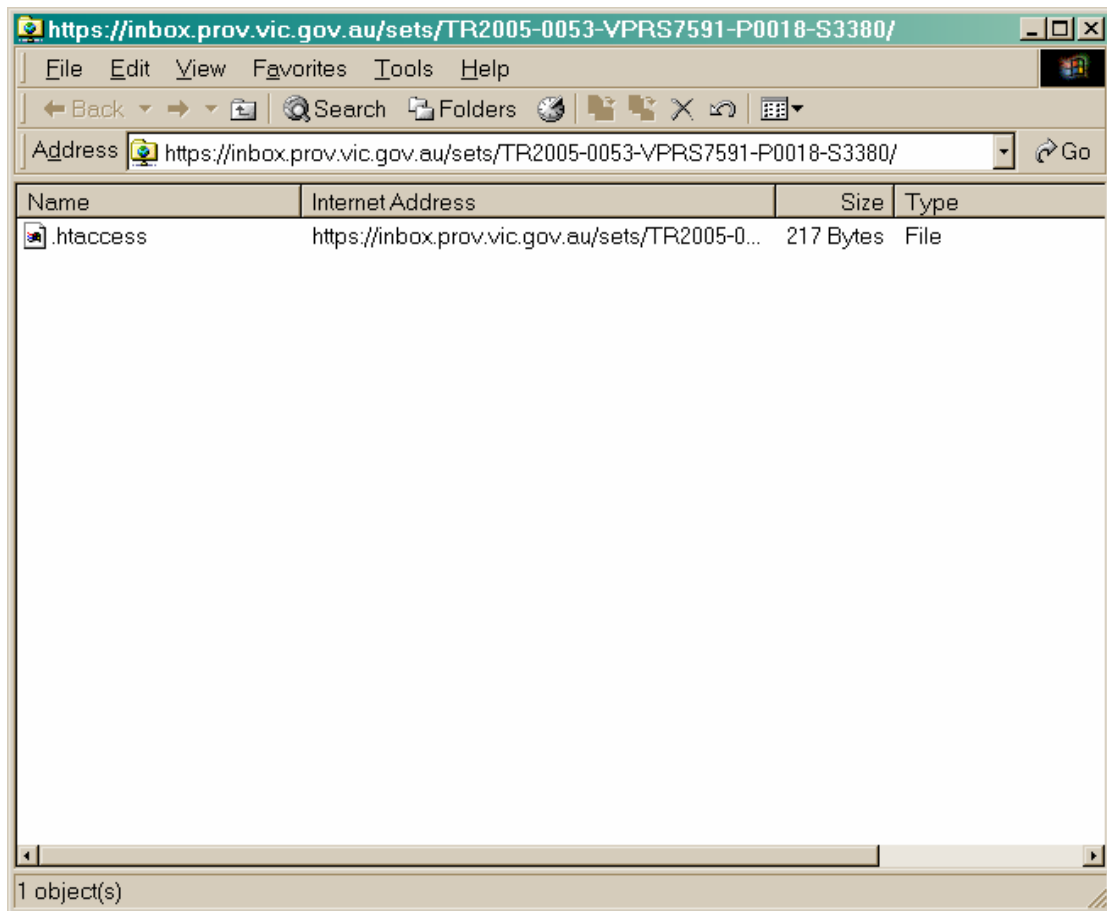 https://inbox.prov.vic.gov.au/sets/TR2005-0053-VPRS7591-P0018-S3380/
File Edit View Favorites Tools Help
Back Search Folders
Address https://inbox.prov.vic.gov.au/sets/TR2005-0053-VPRS7591-P0018-S3380/ Go
Name Internet Address Size Type
.htaccess https://inbox.prov.vic.gov.au/sets/TR2005-0... 217 Bytes File
1 object(s)